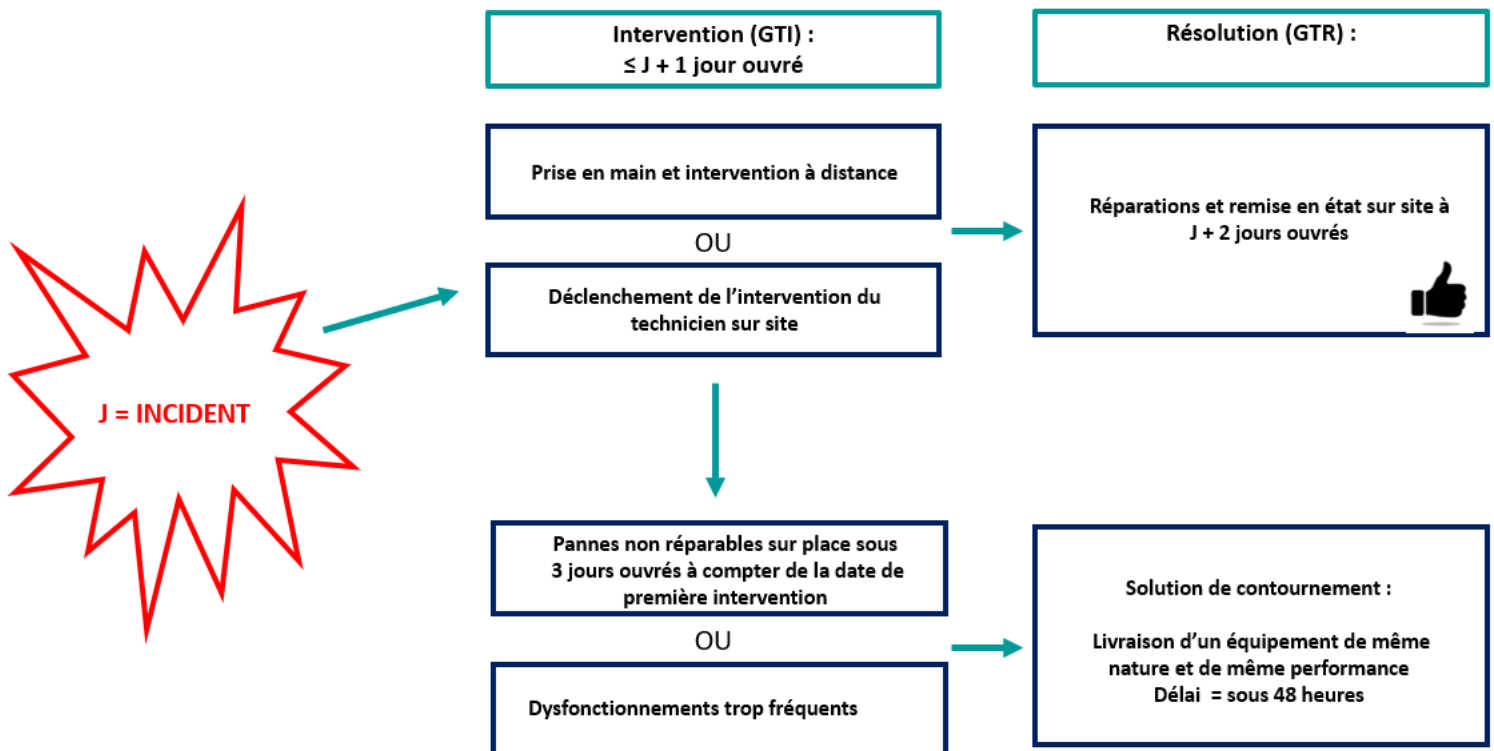 Intervention (GTI) :
≤ J + 1 jour ouvré
Résolution (GTR) :
Prise en main et intervention à distance
OU
Déclenchement de l’intervention du
technicien sur site
Réparations et remise en état sur site à
J + 2 jours ouvrés
J = INCIDENT
Pannes non réparables sur place sous
3 jours ouvrés à compter de la date de
première intervention
OU
Dysfonctionnements trop fréquents
Solution de contournement :
Livraison d’un équipement de même
nature et de même performance
Délai = sous 48 heures